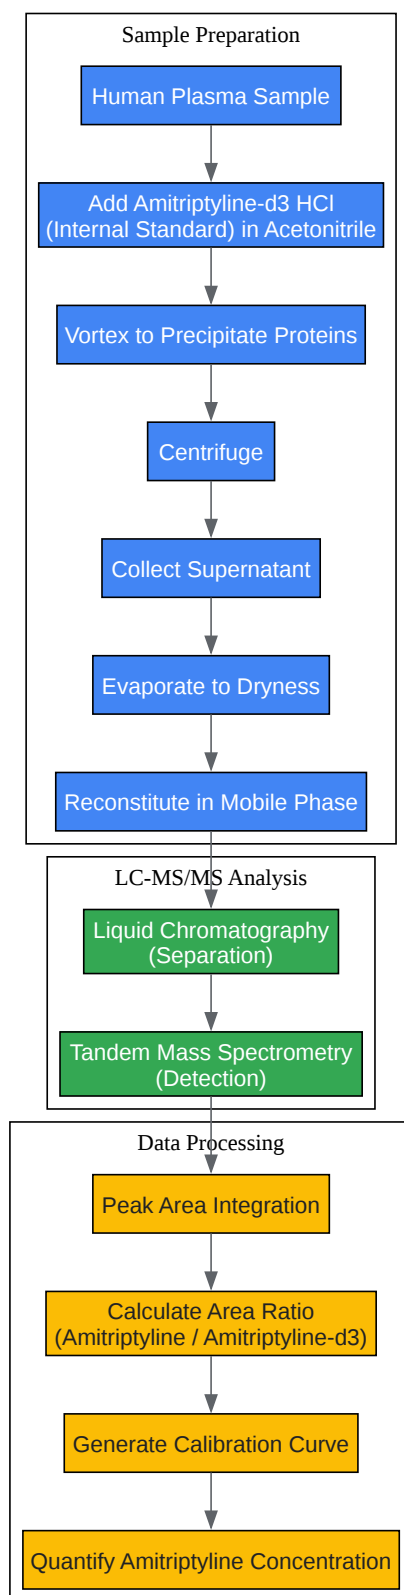 Sample Preparation
Human Plasma Sample
Add Amitriptyline-d3 HCl
(Internal Standard) in Acetonitrile
Vortex to Precipitate Proteins
Centrifuge
Collect Supernatant
Evaporate to Dryness
Reconstitute in Mobile Phase
LC-MS/MS Analysis
Liquid Chromatography
(Separation)
Tandem Mass Spectrometry
(Detection)
Data Processing
Peak Area Integration
Calculate Area Ratio
(Amitriptyline / Amitriptyline-d3)
Generate Calibration Curve
Quantify Amitriptyline Concentration